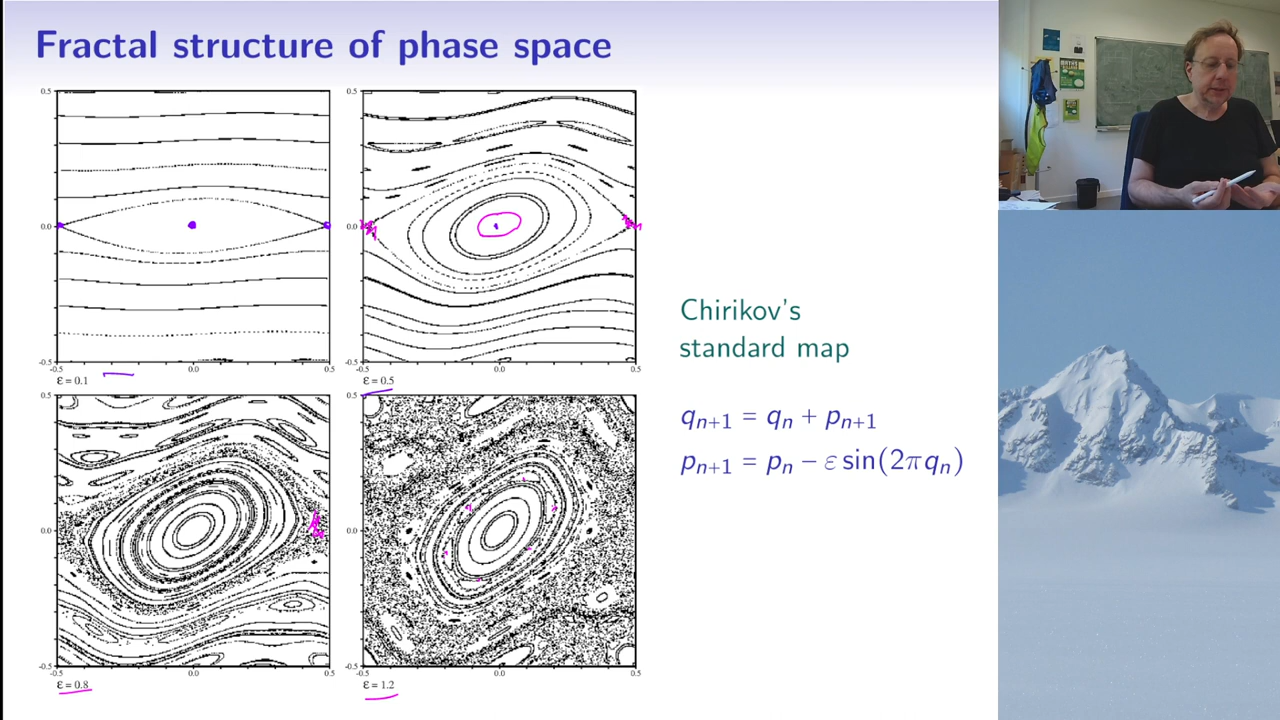 Fractal structure of phase space
0.5
0.0
-0.5
-0.5 0.0 0.5
ε = 0.1
0.5
0.0
-0.5
-0.5 0.0 0.5
ε = 0.5
0.5
0.0
-0.5
-0.5 0.0 0.5
ε = 0.8
0.5
0.0
-0.5
-0.5 0.0 0.5
ε = 1.2
Chirikov's
standard map
qₙ₊₁ = qₙ + pₙ₊₁
pₙ₊₁ = pₙ − ε sin(2πqₙ)